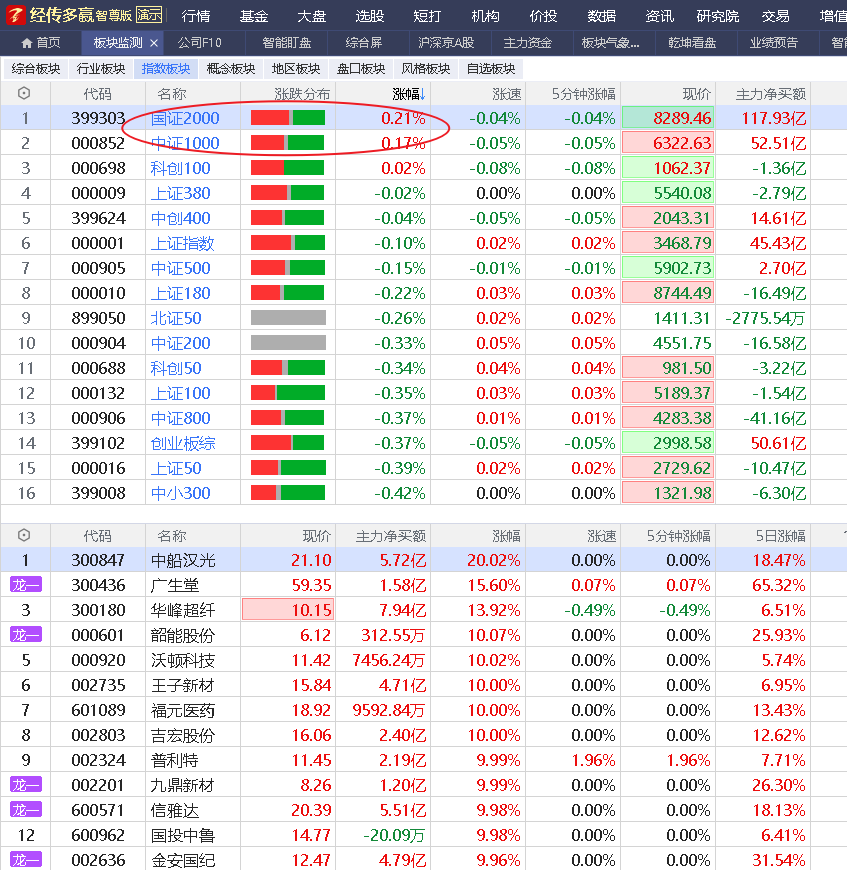 经传多赢 智尊版 演示 行情 基金 大盘 选股 短打 机构 价投 数据 资讯 研究院 交易 增值
首页 板块监测 × 公司F10 智能盯盘 综合屏 沪深京A股 主力资金 板块气象... 乾坤看盘 业绩预告 智能
综合板块 行业板块 指数板块 概念板块 地区板块 盘口板块 风格板块 自选板块
代码 名称 涨跌分布 涨幅↓ 涨速 5分钟涨幅 现价 主力净买额
1 399303 国证2000 0.21% -0.04% -0.04% 8289.46 117.93亿
2 000852 中证1000 0.17% -0.05% -0.05% 6322.63 52.51亿
3 000698 科创100 0.02% -0.08% -0.08% 1062.37 -1.36亿
4 000009 上证380 -0.02% 0.00% 0.00% 5540.08 -2.79亿
5 399624 中创400 -0.04% -0.05% -0.05% 2043.31 14.61亿
6 000001 上证指数 -0.10% 0.02% 0.02% 3468.79 45.43亿
7 000905 中证500 -0.15% -0.01% -0.01% 5902.73 2.70亿
8 000010 上证180 -0.22% 0.03% 0.03% 8744.49 -16.49亿
9 899050 北证50 -0.26% 0.02% 0.02% 1411.31 -2775.54万
10 000904 中证200 -0.33% 0.05% 0.05% 4551.75 -16.58亿
11 000688 科创50 -0.34% 0.04% 0.04% 981.50 -3.22亿
12 000132 上证100 -0.35% 0.03% 0.03% 5189.37 -1.54亿
13 000906 中证800 -0.37% 0.01% 0.01% 4283.38 -41.16亿
14 399102 创业板综 -0.37% -0.05% -0.05% 2998.58 50.61亿
15 000016 上证50 -0.39% 0.02% 0.02% 2729.62 -10.47亿
16 399008 中小300 -0.42% 0.00% 0.00% 1321.98 -6.30亿
代码 名称 现价 主力净买额 涨幅 涨速 5分钟涨幅 5日涨幅
1 300847 中船汉光 21.10 5.72亿 20.02% 0.00% 0.00% 18.47%
龙一 300436 广生堂 59.35 1.58亿 15.60% 0.07% 0.07% 65.32%
3 300180 华峰超纤 10.15 7.94亿 13.92% -0.49% -0.49% 6.51%
龙一 000601 韶能股份 6.12 312.55万 10.07% 0.00% 0.00% 25.93%
5 000920 沃顿科技 11.42 7456.24万 10.02% 0.00% 0.00% 5.74%
6 002735 王子新材 15.84 4.71亿 10.00% 0.00% 0.00% 6.95%
7 601089 福元医药 18.92 9592.84万 10.00% 0.00% 0.00% 13.43%
8 002803 吉宏股份 16.06 2.40亿 10.00% 0.00% 0.00% 12.62%
9 002324 普利特 11.45 2.19亿 9.99% 1.96% 1.96% 7.71%
龙一 002201 九鼎新材 8.26 1.20亿 9.99% 0.00% 0.00% 26.30%
龙一 600571 信雅达 20.39 5.51亿 9.98% 0.00% 0.00% 18.13%
12 600962 国投中鲁 14.77 -20.09万 9.98% 0.00% 0.00% 6.41%
龙一 002636 金安国纪 12.47 4.79亿 9.96% 0.00% 0.00% 31.54%